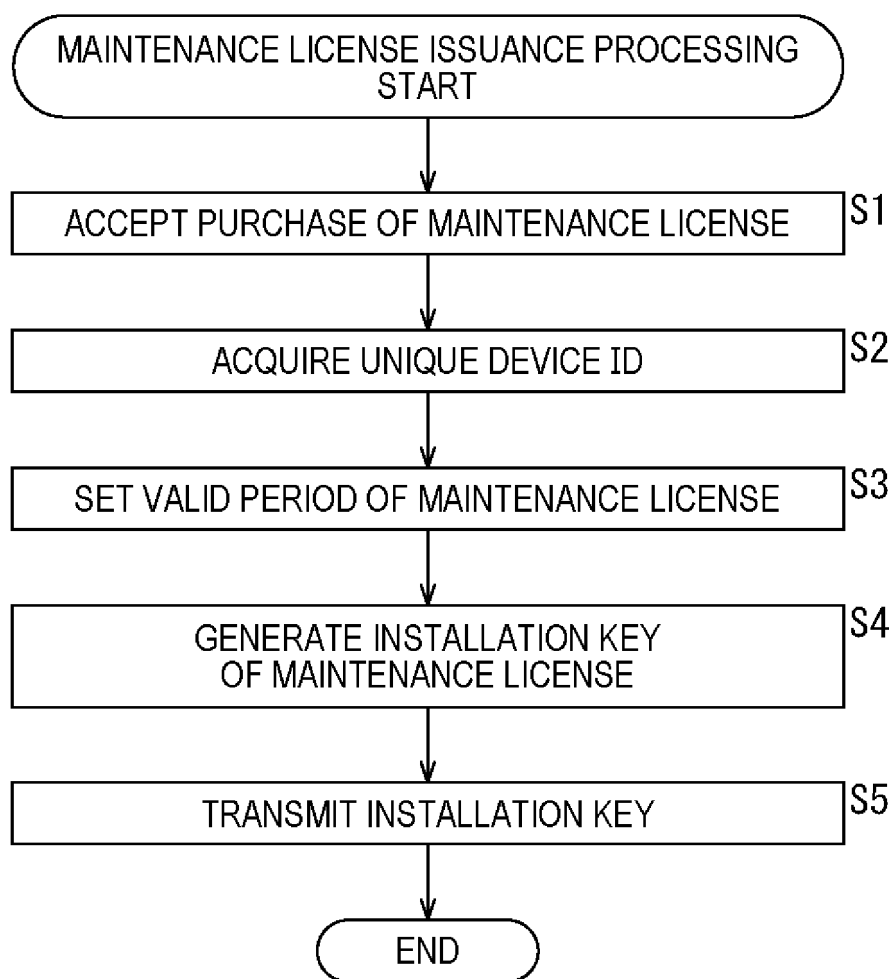 MAINTENANCE LICENSE ISSUANCE PROCESSING
START
ACCEPT PURCHASE OF MAINTENANCE LICENSE
S1
ACQUIRE UNIQUE DEVICE ID
S2
SET VALID PERIOD OF MAINTENANCE LICENSE
S3
GENERATE INSTALLATION KEY
OF MAINTENANCE LICENSE
S4
TRANSMIT INSTALLATION KEY
S5
END